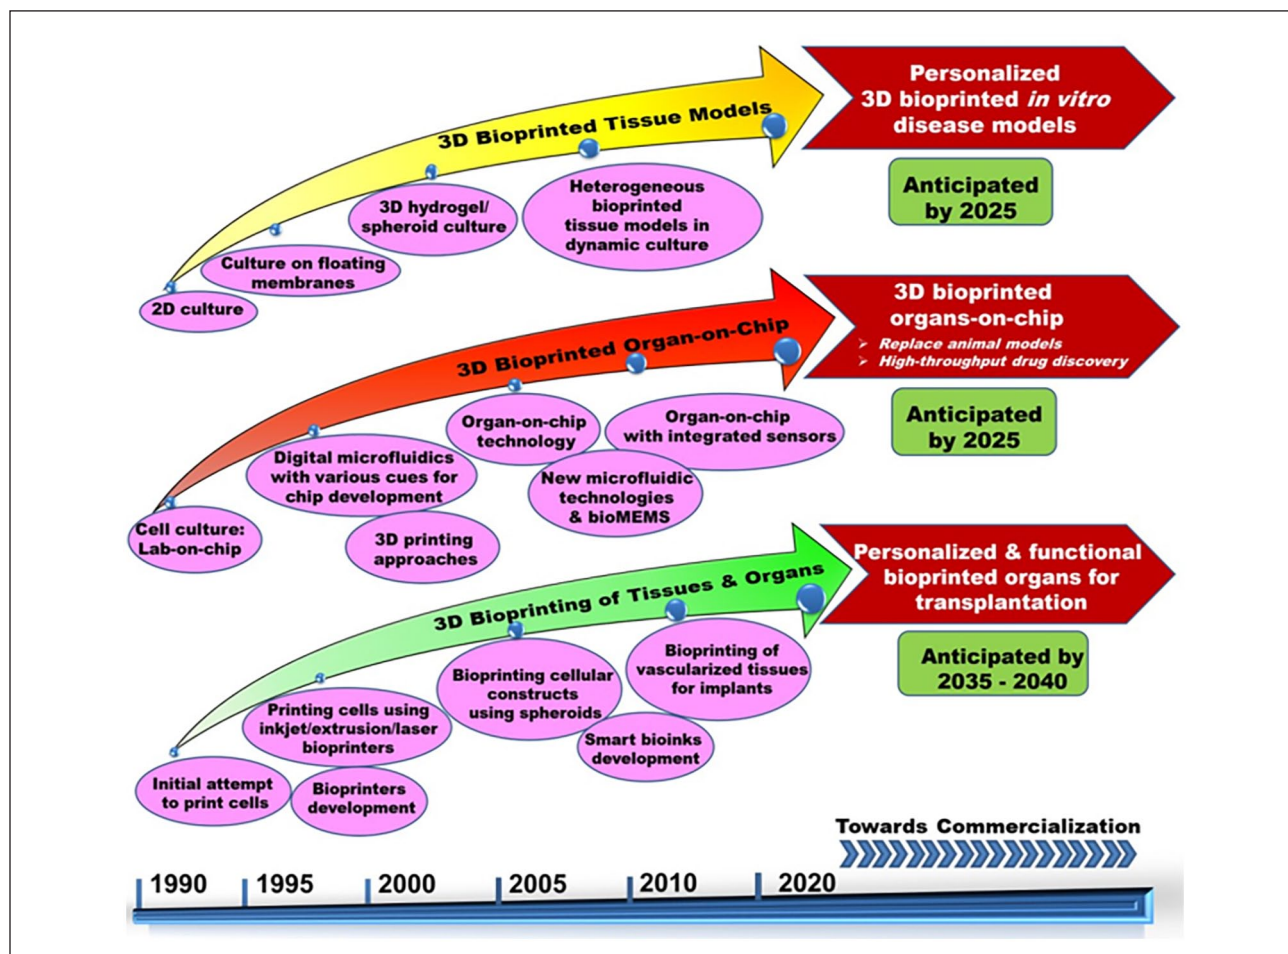 3D Bioprinted Tissue Models
Personalized
3D bioprinted in vitro
disease models
Anticipated
by 2025
Heterogeneous
bioprinted
tissue models in
dynamic culture
3D hydrogel/
spheroid culture
Culture on floating
membranes
2D culture
3D Bioprinted Organ-on-Chip
3D bioprinted
organs-on-chip
➢ Replace animal models
➢ High-throughput drug discovery
Anticipated
by 2025
Organ-on-chip
with integrated sensors
Organ-on-chip
technology
New microfluidic
technologies
& bioMEMS
Digital microfluidics
with various cues for
chip development
3D printing
approaches
Cell culture:
Lab-on-chip
3D Bioprinting of Tissues & Organs
Personalized & functional
bioprinted organs for
transplantation
Anticipated by
2035 - 2040
Bioprinting of
vascularized tissues
for implants
Bioprinting cellular
constructs
using spheroids
Smart bioinks
development
Printing cells using
inkjet/extrusion/laser
bioprinters
Bioprinters
development
Initial attempt
to print cells
Towards Commercialization
1990 1995 2000 2005 2010 2020